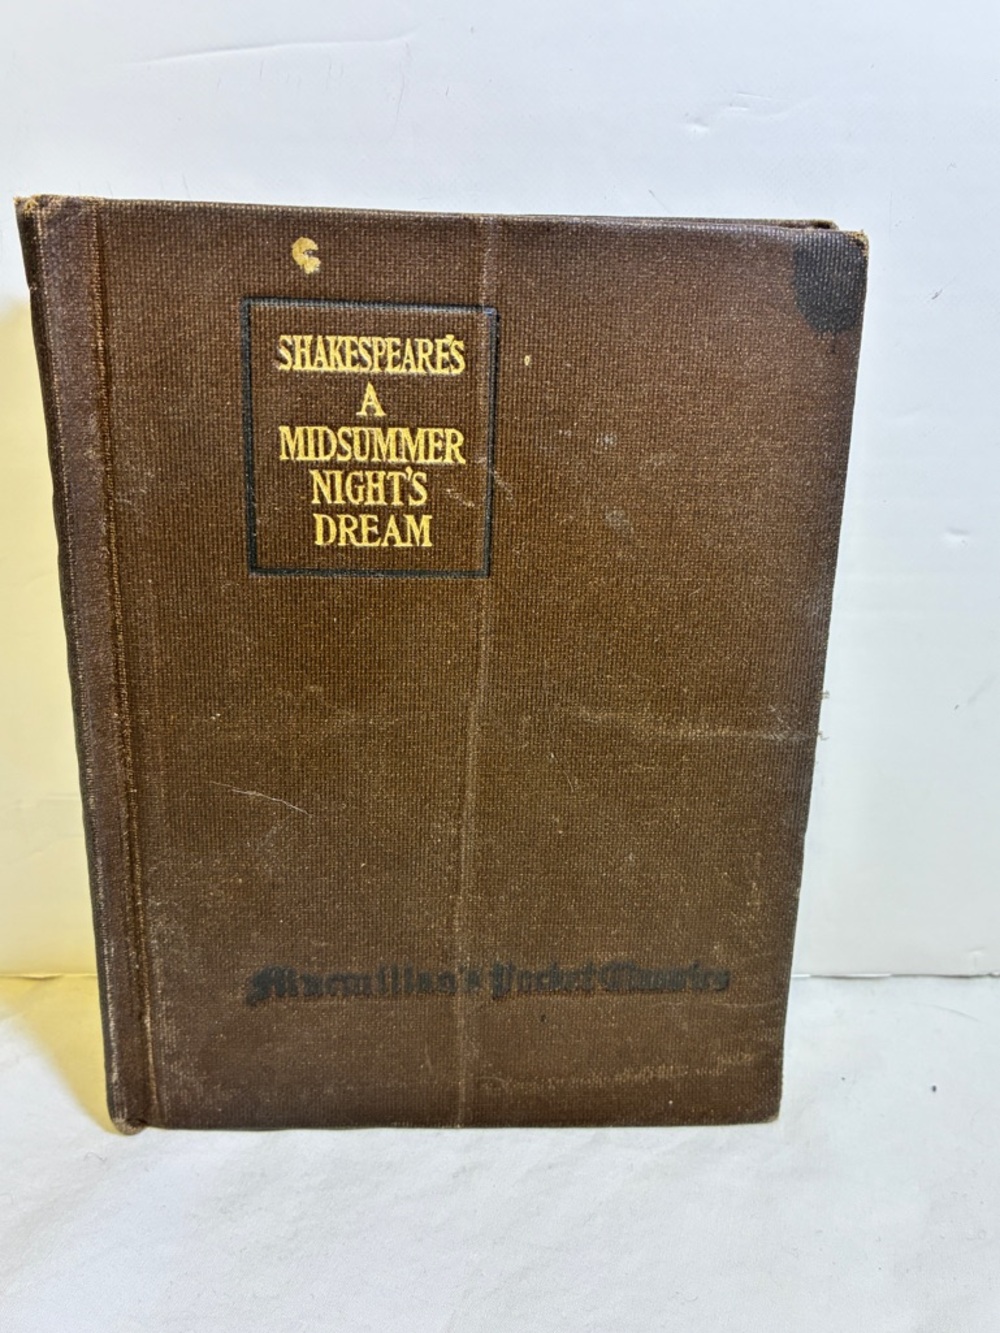 SHAKESPEARE'S
A
MIDSUMMER
NIGHT'S
DREAM
Macmillan's Pocket Classics